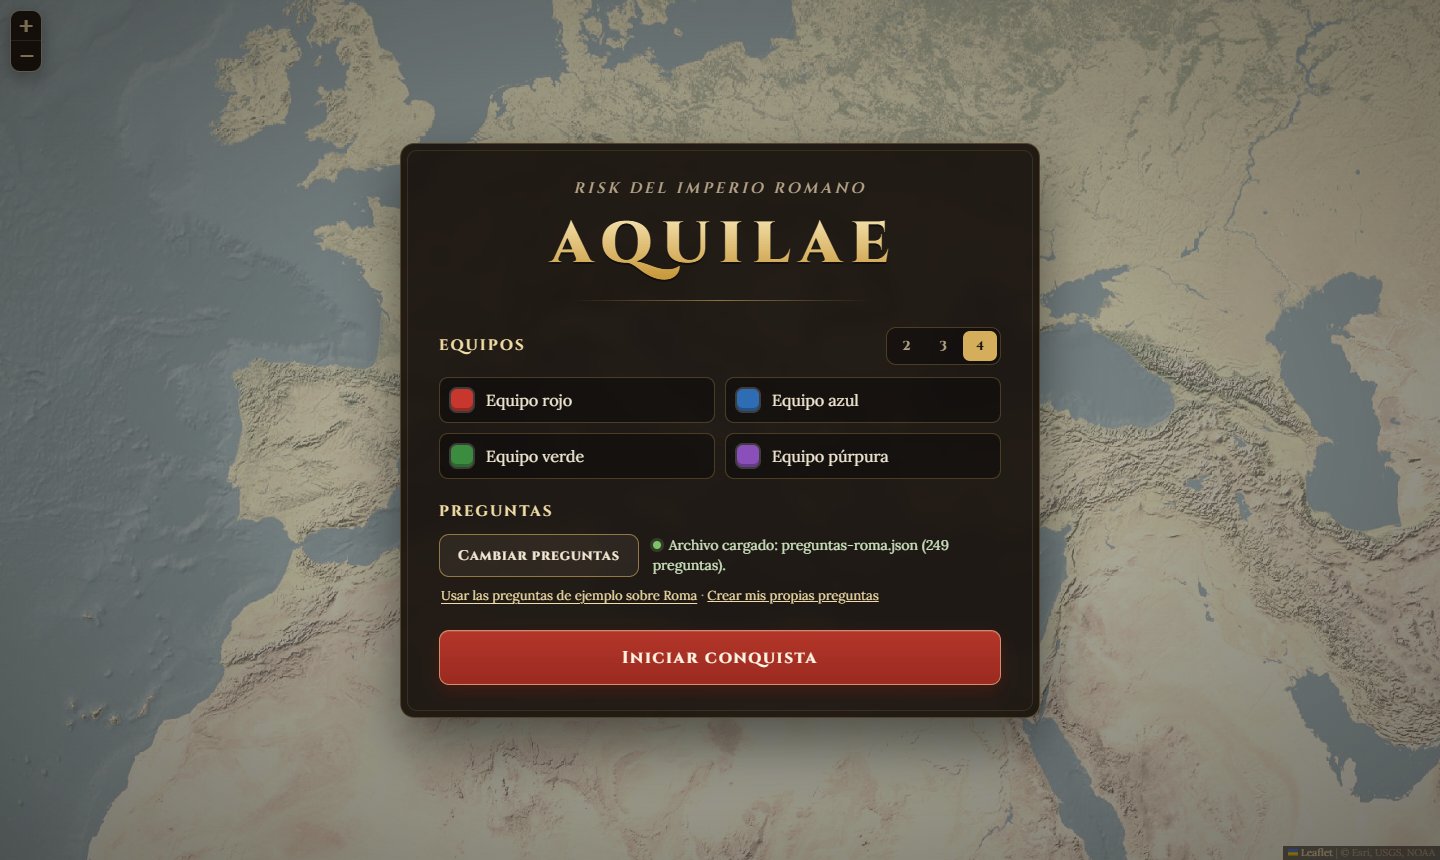 +
−
RISK DEL IMPERIO ROMANO
AQUILAE
EQUIPOS
2 3 4
Equipo rojo
Equipo azul
Equipo verde
Equipo púrpura
PREGUNTAS
CAMBIAR PREGUNTAS
Archivo cargado: preguntas-roma.json (249
preguntas).
Usar las preguntas de ejemplo sobre Roma · Crear mis propias preguntas
INICIAR CONQUISTA
Leaflet | © Esri, USGS, NOAA